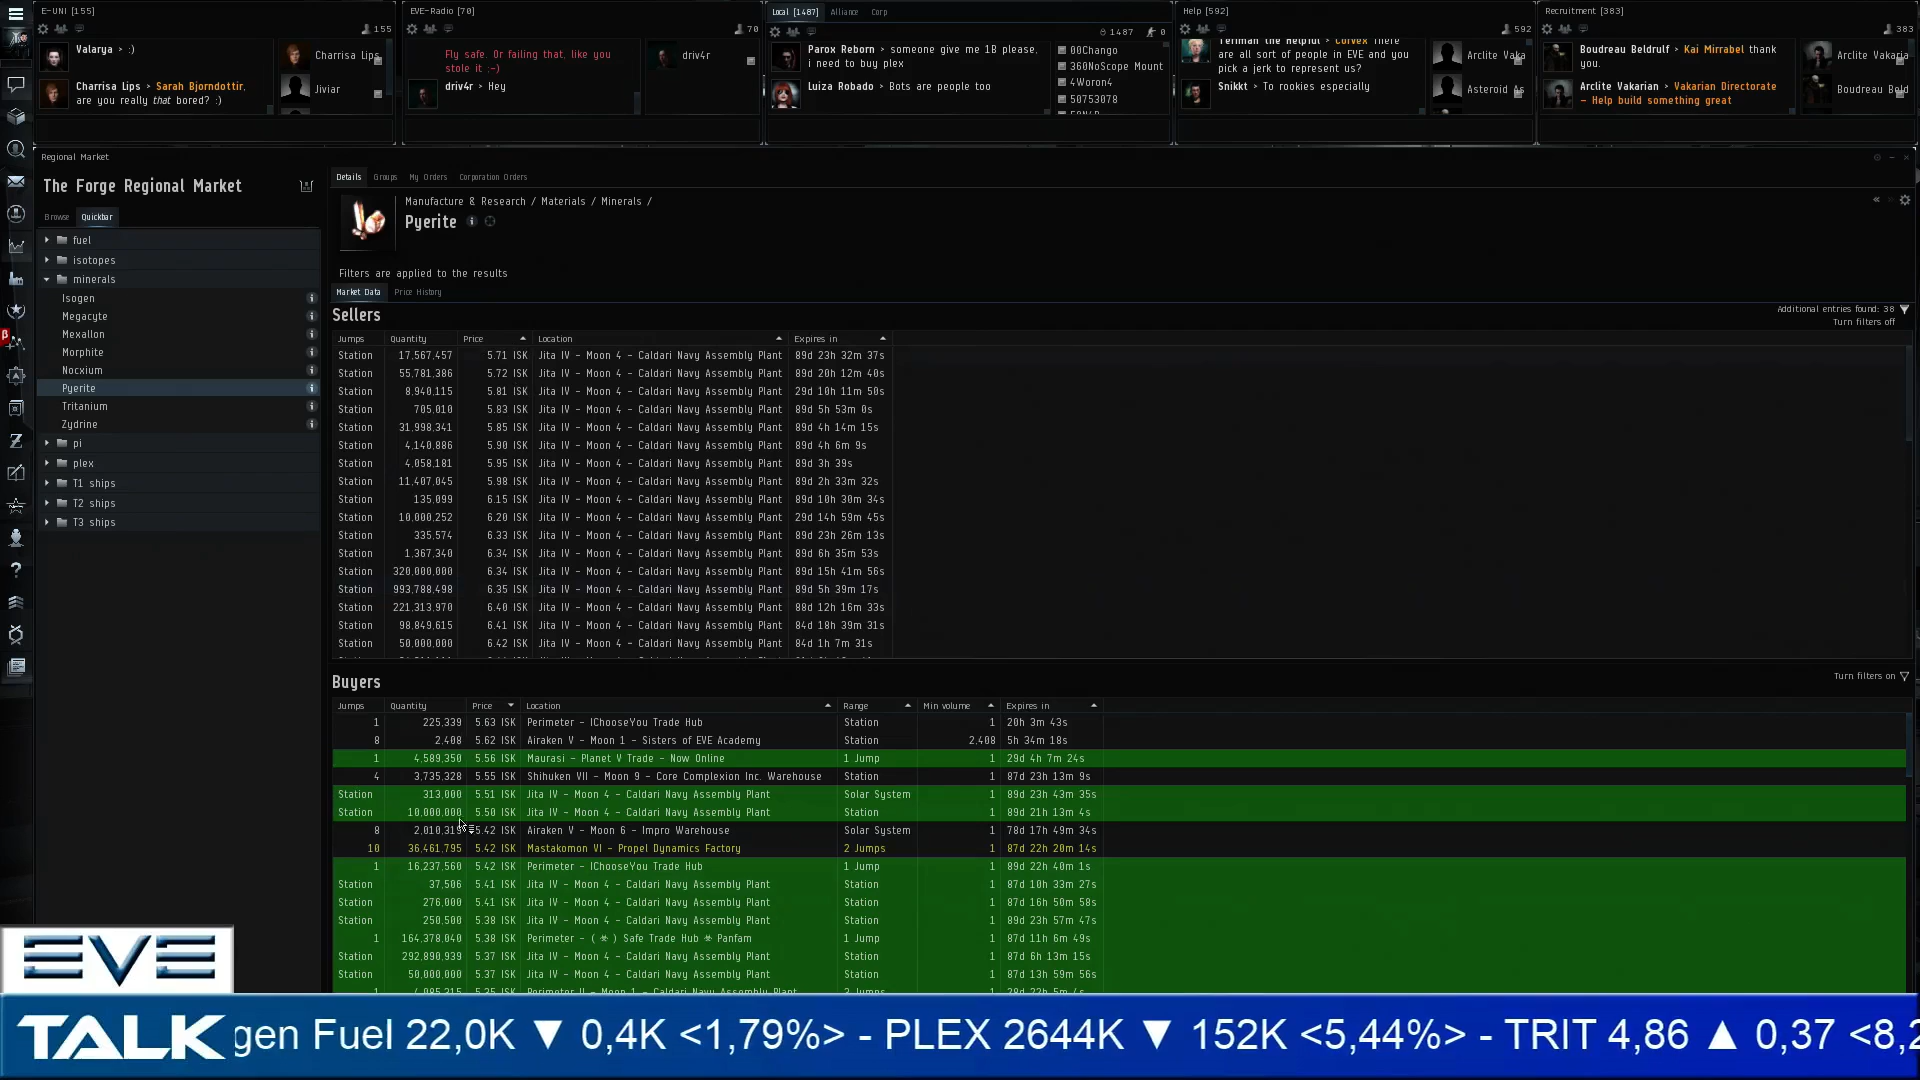 E-UNI [155]
155
Valarya > :)
Charrisa Lips > Sarah Bjorndottir,
are you really that bored? :)
Charrisa Lips
Jiviar
EVE-Radio [70]
70
Fly safe. Or failing that, like you
stole it :-)
driv4r > Hey
driv4r
Local [1487] Alliance Corp
1487 0
Parox Reborn > someone give me 1B please,
i need to buy plex
Luiza Robado > Bots are people too
00Chango
360NoScope Mount
4Woron4
50753078
Help [592]
592
are all sort of people in EVE and you
pick a jerk to represent us?
Snikkt > To rookies especially
Arclite Vaka
Asteroid As
Recruitment [383]
383
Boudreau Beldrulf > Kai Mirrabel thank
you.
Arclite Vakarian > Vakarian Directorate
- Help build something great
Arclite Vakaria
Boudreau Beld
Regional Market
The Forge Regional Market
Browse Quickbar
fuel
isotopes
minerals
Isogen
Megacyte
Mexallon
Morphite
Nocxium
Pyerite
Tritanium
Zydrine
pi
plex
T1 ships
T2 ships
T3 ships
Details Groups My Orders Corporation Orders
Manufacture & Research / Materials / Minerals /
Pyerite
Filters are applied to the results
Market Data Price History
Sellers
Additional entries found: 38
Turn filters off
Jumps Quantity Price Location Expires in
Station 17,567,457 5.71 ISK Jita IV - Moon 4 - Caldari Navy Assembly Plant 89d 23h 32m 37s
Station 55,781,386 5.72 ISK Jita IV - Moon 4 - Caldari Navy Assembly Plant 89d 20h 12m 40s
Station 8,940,115 5.81 ISK Jita IV - Moon 4 - Caldari Navy Assembly Plant 29d 10h 11m 50s
Station 705,010 5.83 ISK Jita IV - Moon 4 - Caldari Navy Assembly Plant 89d 5h 53m 0s
Station 31,998,341 5.85 ISK Jita IV - Moon 4 - Caldari Navy Assembly Plant 89d 4h 14m 15s
Station 4,140,886 5.90 ISK Jita IV - Moon 4 - Caldari Navy Assembly Plant 89d 4h 6m 9s
Station 4,058,181 5.95 ISK Jita IV - Moon 4 - Caldari Navy Assembly Plant 89d 3h 39s
Station 11,407,045 5.98 ISK Jita IV - Moon 4 - Caldari Navy Assembly Plant 89d 2h 33m 32s
Station 135,099 6.15 ISK Jita IV - Moon 4 - Caldari Navy Assembly Plant 89d 10h 30m 34s
Station 10,000,252 6.20 ISK Jita IV - Moon 4 - Caldari Navy Assembly Plant 29d 14h 59m 45s
Station 335,574 6.33 ISK Jita IV - Moon 4 - Caldari Navy Assembly Plant 89d 23h 26m 13s
Station 1,367,340 6.34 ISK Jita IV - Moon 4 - Caldari Navy Assembly Plant 89d 6h 35m 53s
Station 320,000,000 6.34 ISK Jita IV - Moon 4 - Caldari Navy Assembly Plant 89d 15h 41m 56s
Station 993,788,498 6.35 ISK Jita IV - Moon 4 - Caldari Navy Assembly Plant 89d 5h 39m 17s
Station 221,313,970 6.40 ISK Jita IV - Moon 4 - Caldari Navy Assembly Plant 88d 12h 16m 33s
Station 98,849,615 6.41 ISK Jita IV - Moon 4 - Caldari Navy Assembly Plant 84d 18h 39m 31s
Station 50,000,000 6.42 ISK Jita IV - Moon 4 - Caldari Navy Assembly Plant 84d 1h 7m 31s
Buyers
Turn filters on
Jumps Quantity Price Location Range Min volume Expires in
1 225,339 5.63 ISK Perimeter - IChooseYou Trade Hub Station 1 20h 3m 43s
8 2,408 5.62 ISK Airaken V - Moon 1 - Sisters of EVE Academy Station 2,408 5h 34m 18s
1 4,589,350 5.56 ISK Maurasi - Planet V Trade - Now Online 1 Jump 1 29d 4h 7m 24s
4 3,735,328 5.55 ISK Shihuken VII - Moon 9 - Core Complexion Inc. Warehouse Station 1 87d 23h 13m 9s
Station 313,000 5.51 ISK Jita IV - Moon 4 - Caldari Navy Assembly Plant Solar System 1 89d 23h 43m 35s
Station 10,000,000 5.50 ISK Jita IV - Moon 4 - Caldari Navy Assembly Plant Station 1 89d 21h 13m 4s
8 2,010,319 5.42 ISK Airaken V - Moon 6 - Impro Warehouse Solar System 1 78d 17h 49m 34s
10 36,461,795 5.42 ISK Mastakomon VI - Propel Dynamics Factory 2 Jumps 1 87d 22h 20m 14s
1 16,237,560 5.42 ISK Perimeter - IChooseYou Trade Hub 1 Jump 1 89d 22h 40m 1s
Station 37,506 5.41 ISK Jita IV - Moon 4 - Caldari Navy Assembly Plant Station 1 87d 10h 33m 27s
Station 276,000 5.41 ISK Jita IV - Moon 4 - Caldari Navy Assembly Plant Station 1 87d 16h 50m 58s
Station 250,500 5.38 ISK Jita IV - Moon 4 - Caldari Navy Assembly Plant Station 1 89d 23h 57m 47s
1 164,378,040 5.38 ISK Perimeter - ( ☣ ) Safe Trade Hub ☣ Panfam 1 Jump 1 87d 11h 6m 49s
Station 292,890,939 5.37 ISK Jita IV - Moon 4 - Caldari Navy Assembly Plant Station 1 87d 6h 13m 15s
Station 50,000,000 5.37 ISK Jita IV - Moon 4 - Caldari Navy Assembly Plant Station 1 87d 13h 59m 56s
EVE
TALK gen Fuel 22,0K ▼ 0,4K <1,79%> - PLEX 2644K ▼ 152K <5,44%> - TRIT 4,86 ▲ 0,37 <8,2